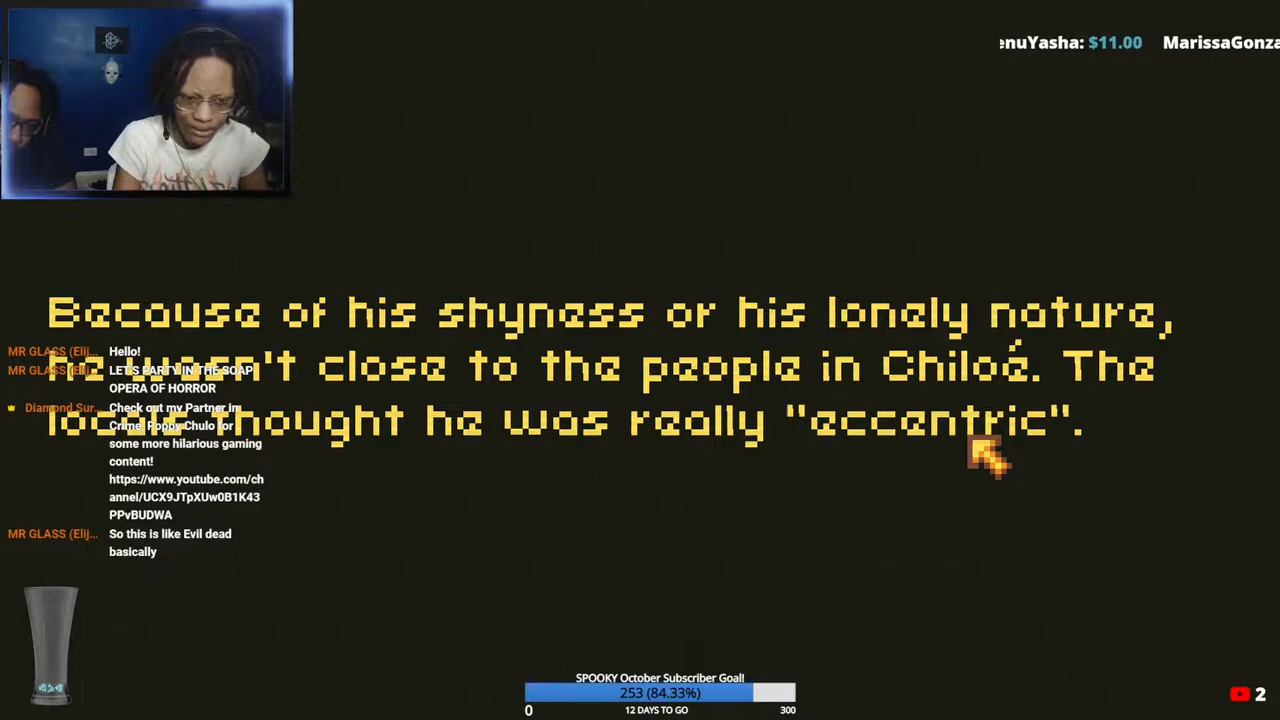 enuYasha: $11.00 MarissaGonza
Because of his shyness or his lonely nature,
he wasn't close to the people in Chiloé. The
locals thought he was really "eccentric".
MR GLASS (Elij... Hello!
MR GLASS (Elij... LETS PARTY IN THE SOAP
OPERA OF HORROR
Diamond Sur... Check out my Partner in
Crime, Poppy Chulo for
some more hilarious gaming
content!
https://www.youtube.com/ch
annel/UCX9JTpXUw0B1K43
PPvBUDWA
MR GLASS (Elij... So this is like Evil dead
basically
SPOOKY October Subscriber Goal!
253 (84.33%)
0 12 DAYS TO GO 300
2